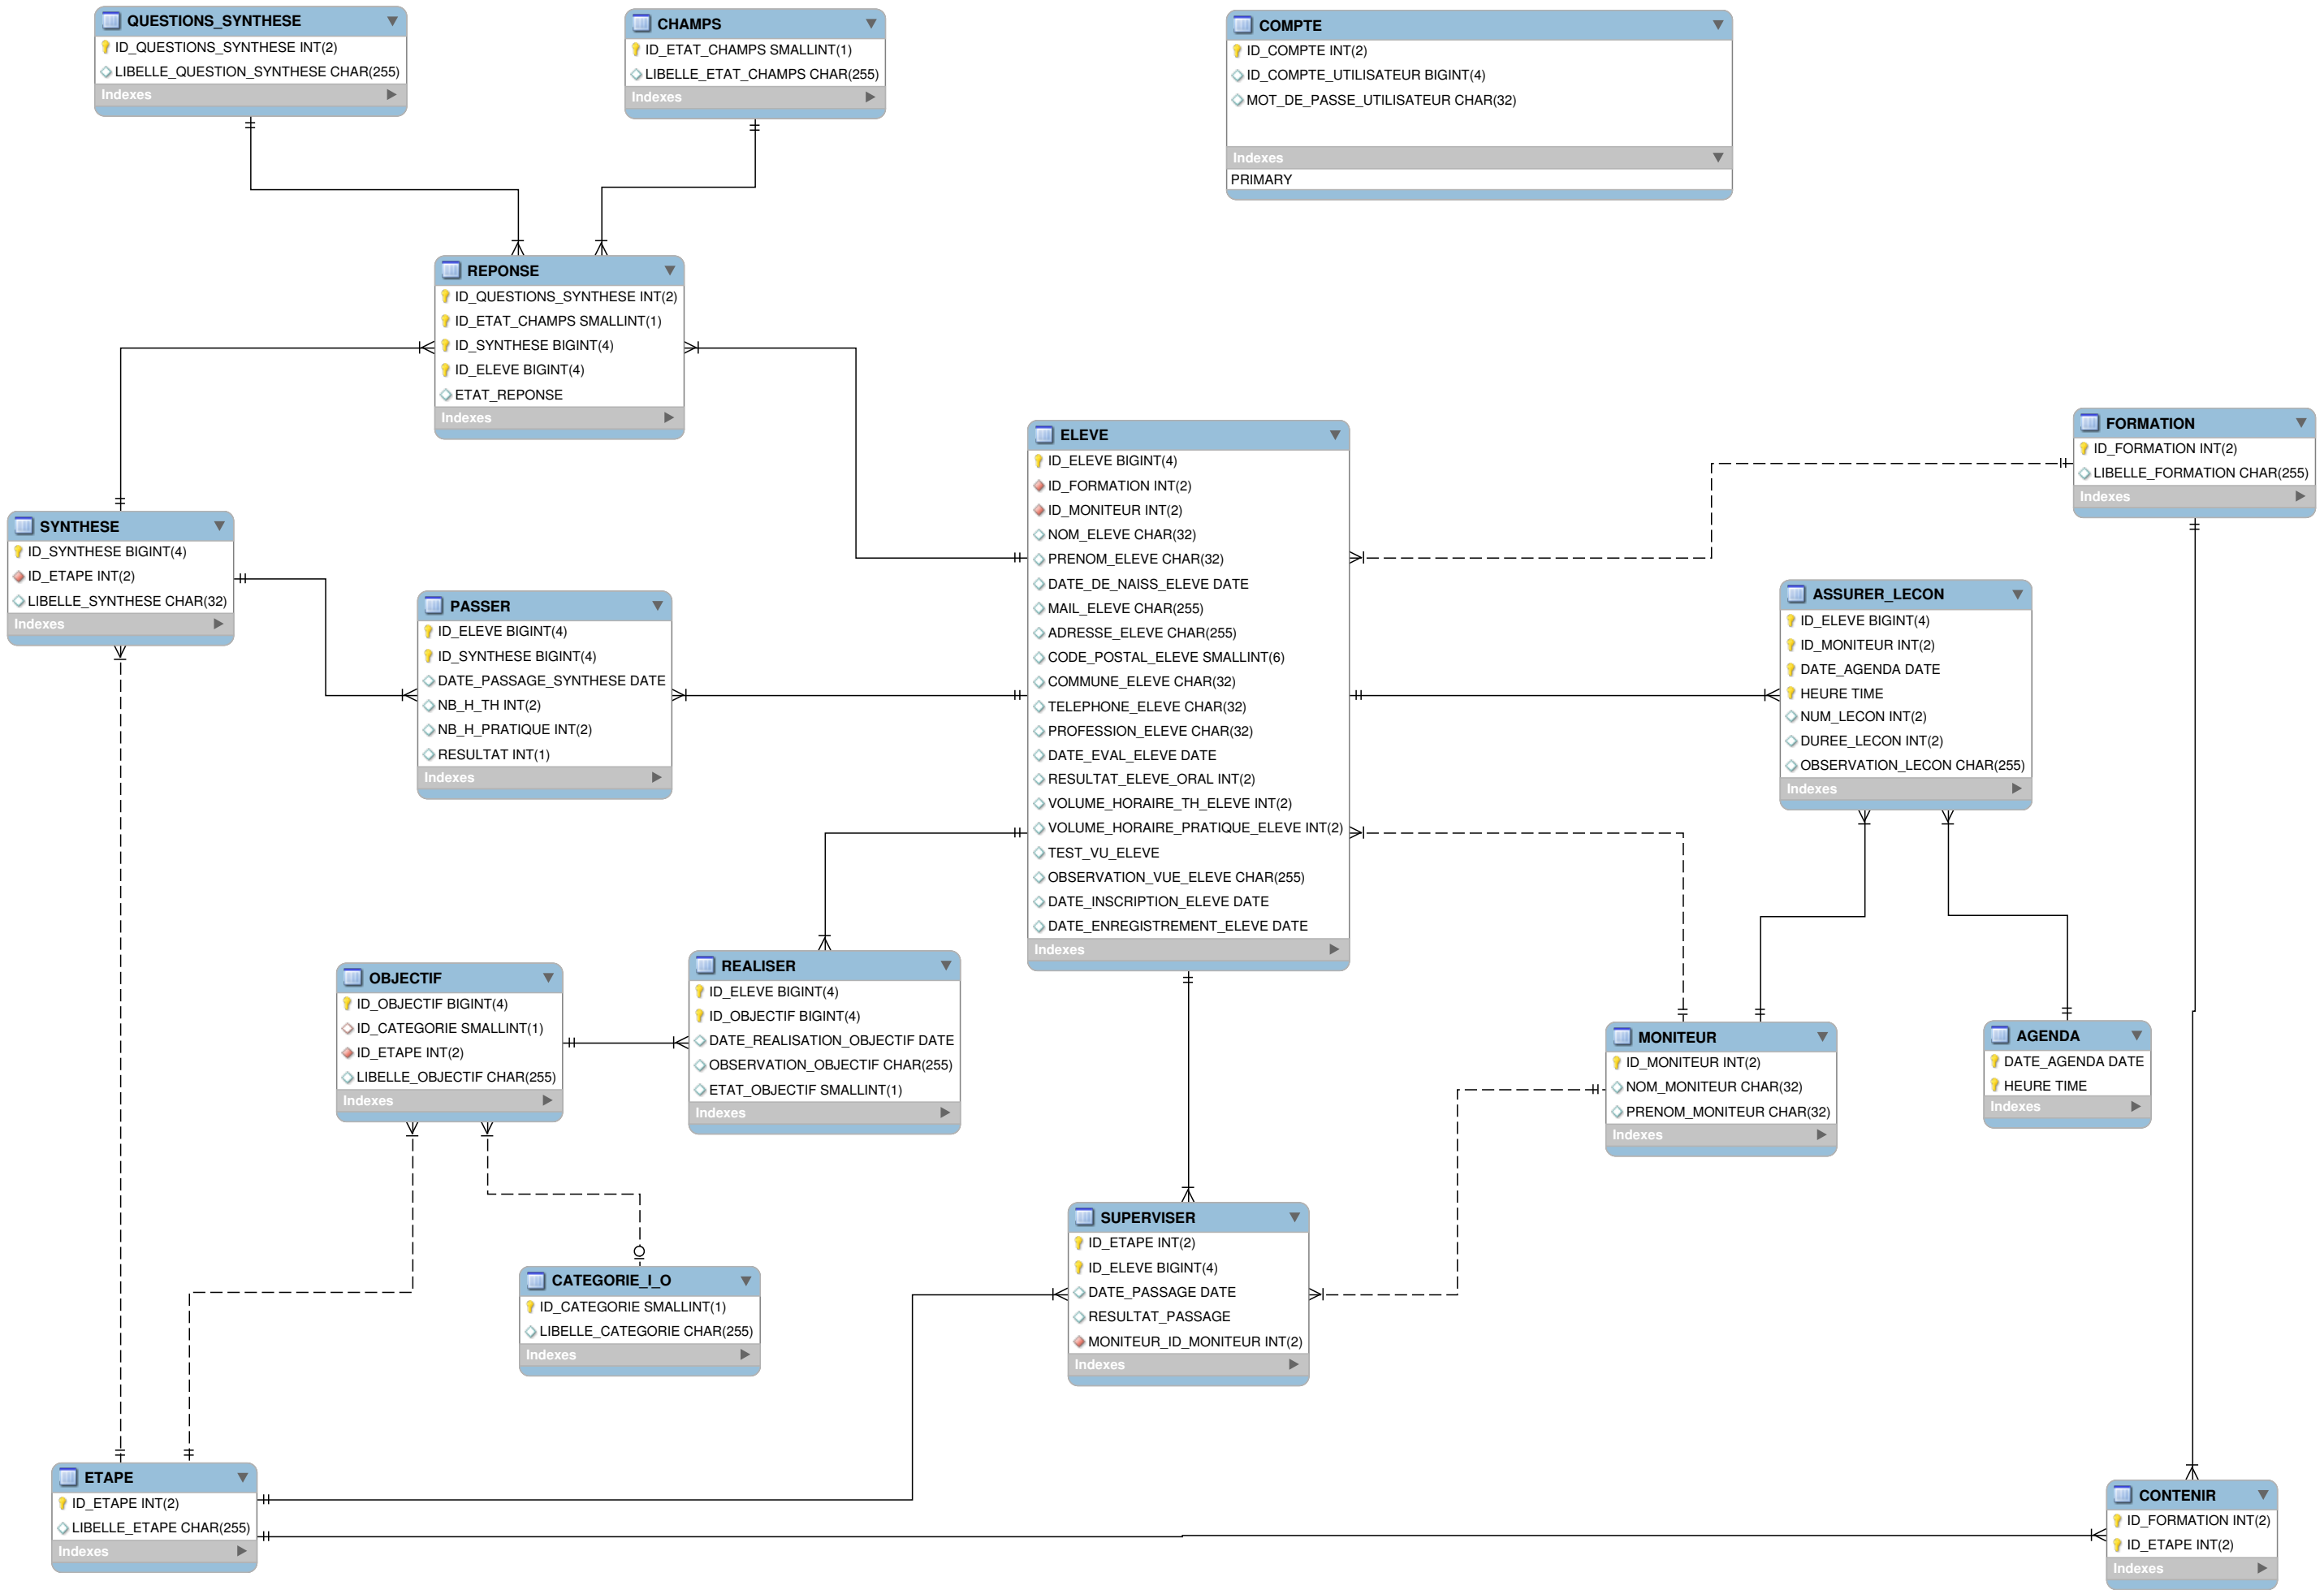 QUESTIONS_SYNTHESE
ID_QUESTIONS_SYNTHESE INT(2)
LIBELLE_QUESTION_SYNTHESE CHAR(255)
Indexes
CHAMPS
ID_ETAT_CHAMPS SMALLINT(1)
LIBELLE_ETAT_CHAMPS CHAR(255)
Indexes
COMPTE
ID_COMPTE INT(2)
ID_COMPTE_UTILISATEUR BIGINT(4)
MOT_DE_PASSE_UTILISATEUR CHAR(32)
Indexes
PRIMARY
REPONSE
ID_QUESTIONS_SYNTHESE INT(2)
ID_ETAT_CHAMPS SMALLINT(1)
ID_SYNTHESE BIGINT(4)
ID_ELEVE BIGINT(4)
ETAT_REPONSE
Indexes
ELEVE
ID_ELEVE BIGINT(4)
ID_FORMATION INT(2)
ID_MONITEUR INT(2)
NOM_ELEVE CHAR(32)
PRENOM_ELEVE CHAR(32)
DATE_DE_NAISS_ELEVE DATE
MAIL_ELEVE CHAR(255)
ADRESSE_ELEVE CHAR(255)
CODE_POSTAL_ELEVE SMALLINT(6)
COMMUNE_ELEVE CHAR(32)
TELEPHONE_ELEVE CHAR(32)
PROFESSION_ELEVE CHAR(32)
DATE_EVAL_ELEVE DATE
RESULTAT_ELEVE_ORAL INT(2)
VOLUME_HORAIRE_TH_ELEVE INT(2)
VOLUME_HORAIRE_PRATIQUE_ELEVE INT(2)
TEST_VU_ELEVE
OBSERVATION_VUE_ELEVE CHAR(255)
DATE_INSCRIPTION_ELEVE DATE
DATE_ENREGISTREMENT_ELEVE DATE
Indexes
FORMATION
ID_FORMATION INT(2)
LIBELLE_FORMATION CHAR(255)
Indexes
SYNTHESE
ID_SYNTHESE BIGINT(4)
ID_ETAPE INT(2)
LIBELLE_SYNTHESE CHAR(32)
Indexes
PASSER
ID_ELEVE BIGINT(4)
ID_SYNTHESE BIGINT(4)
DATE_PASSAGE_SYNTHESE DATE
NB_H_TH INT(2)
NB_H_PRATIQUE INT(2)
RESULTAT INT(1)
Indexes
ASSURER_LECON
ID_ELEVE BIGINT(4)
ID_MONITEUR INT(2)
DATE_AGENDA DATE
HEURE TIME
NUM_LECON INT(2)
DUREE_LECON INT(2)
OBSERVATION_LECON CHAR(255)
Indexes
OBJECTIF
ID_OBJECTIF BIGINT(4)
ID_CATEGORIE SMALLINT(1)
ID_ETAPE INT(2)
LIBELLE_OBJECTIF CHAR(255)
Indexes
REALISER
ID_ELEVE BIGINT(4)
ID_OBJECTIF BIGINT(4)
DATE_REALISATION_OBJECTIF DATE
OBSERVATION_OBJECTIF CHAR(255)
ETAT_OBJECTIF SMALLINT(1)
Indexes
MONITEUR
ID_MONITEUR INT(2)
NOM_MONITEUR CHAR(32)
PRENOM_MONITEUR CHAR(32)
Indexes
AGENDA
DATE_AGENDA DATE
HEURE TIME
Indexes
SUPERVISER
ID_ETAPE INT(2)
ID_ELEVE BIGINT(4)
DATE_PASSAGE DATE
RESULTAT_PASSAGE
MONITEUR_ID_MONITEUR INT(2)
Indexes
CATEGORIE_I_O
ID_CATEGORIE SMALLINT(1)
LIBELLE_CATEGORIE CHAR(255)
Indexes
ETAPE
ID_ETAPE INT(2)
LIBELLE_ETAPE CHAR(255)
Indexes
CONTENIR
ID_FORMATION INT(2)
ID_ETAPE INT(2)
Indexes